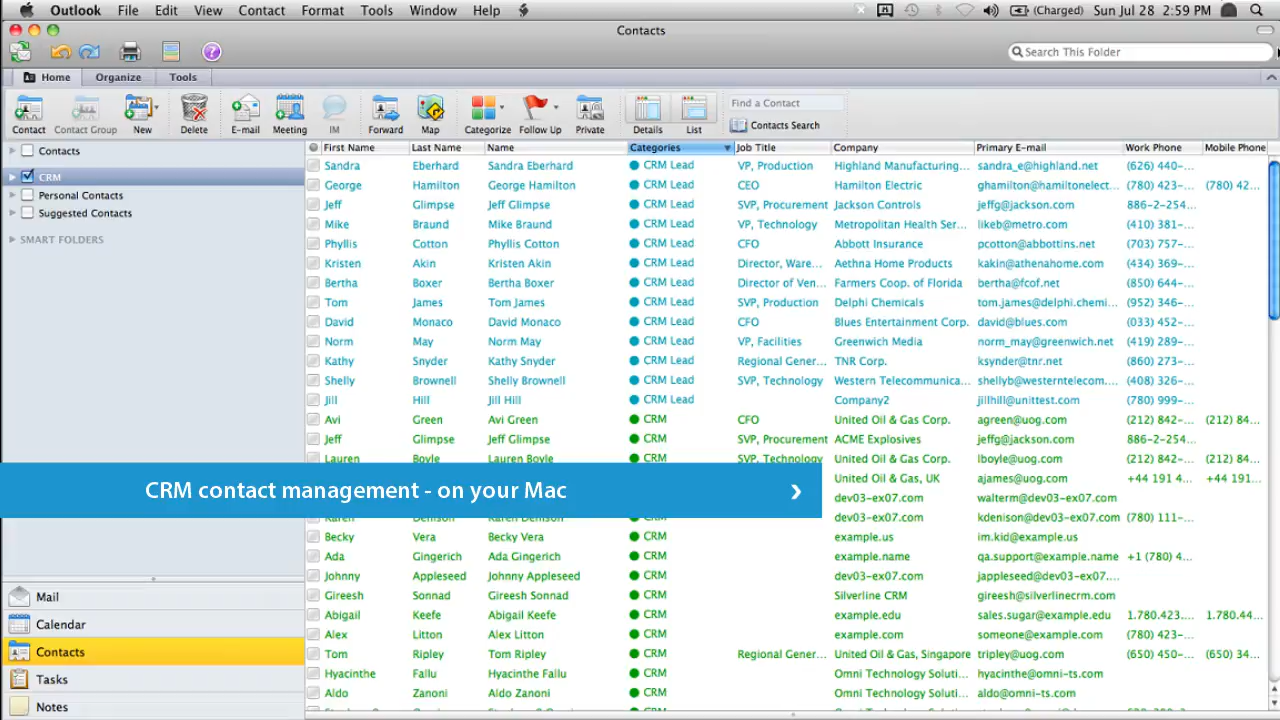 Outlook File Edit View Contact Format Tools Window Help (Charged) Sun Jul 28 2:59 PM
Contacts
Search This Folder
Home Organize Tools
Contact Contact Group New Delete E-mail Meeting IM Forward Map Categorize Follow Up Private Details List
Find a Contact
Contacts Search
Contacts
CRM
Personal Contacts
Suggested Contacts
SMART FOLDERS
First Name Last Name Name Categories Job Title Company Primary E-mail Work Phone Mobile Phone
Sandra Eberhard Sandra Eberhard CRM Lead VP, Production Highland Manufacturing... sandra_e@highland.net (626) 440-...
George Hamilton George Hamilton CRM Lead CEO Hamilton Electric ghamilton@hamiltonelect... (780) 423-... (780) 42...
Jeff Glimpse Jeff Glimpse CRM Lead SVP, Procurement Jackson Controls jeffg@jackson.com 886-2-254...
Mike Braund Mike Braund CRM Lead VP, Technology Metropolitan Health Ser... likeb@metro.com (410) 381-...
Phyllis Cotton Phyllis Cotton CRM Lead CFO Abbott Insurance pcotton@abbottins.net (703) 757-...
Kristen Akin Kristen Akin CRM Lead Director, Ware... Aethna Home Products kakin@athenahome.com (434) 369-...
Bertha Boxer Bertha Boxer CRM Lead Director of Ven... Farmers Coop. of Florida bertha@fcof.net (850) 644-...
Tom James Tom James CRM Lead SVP, Production Delphi Chemicals tom.james@delphi.chemi... (952) 346-...
David Monaco David Monaco CRM Lead CFO Blues Entertainment Corp. david@blues.com (033) 452-...
Norm May Norm May CRM Lead VP, Facilities Greenwich Media norm_may@greenwich.net (419) 289-...
Kathy Snyder Kathy Snyder CRM Lead Regional Gener... TNR Corp. ksynder@tnr.net (860) 273-...
Shelly Brownell Shelly Brownell CRM Lead SVP, Technology Western Telecommunica... shellyb@westerntelecom.... (408) 326-...
Jill Hill Jill Hill CRM Lead Company2 jillhill@unittest.com (780) 999-...
Avi Green Avi Green CRM CFO United Oil & Gas Corp. agreen@uog.com (212) 842-... (212) 84...
Jeff Glimpse Jeff Glimpse CRM SVP, Procurement ACME Explosives jeffg@jackson.com 886-2-254...
Lauren Boyle Lauren Boyle CRM SVP, Technology United Oil & Gas Corp. lboyle@uog.com (212) 842-... (212) 84...
United Oil & Gas, UK ajames@uog.com +44 191 4... +44 191...
CRM contact management - on your Mac
dev03-ex07.com walterm@dev03-ex07.com
Karen Denison Karen Denison CRM dev03-ex07.com kdenison@dev03-ex07.com (780) 111-...
Becky Vera Becky Vera CRM example.us im.kid@example.us
Ada Gingerich Ada Gingerich CRM example.name qa.support@example.name +1 (780) 4...
Johnny Appleseed Johnny Appleseed CRM dev03-ex07.com jappleseed@dev03-ex07.com
Gireesh Sonnad Gireesh Sonnad CRM Silverline CRM gireesh@silverlinecrm.com
Abigail Keefe Abigail Keefe CRM example.edu sales.sugar@example.edu 1.780.423.... 1.780.44...
Alex Litton Alex Litton CRM example.com someone@example.com (780) 423-...
Tom Ripley Tom Ripley CRM Regional Gener... United Oil & Gas, Singapore tripley@uog.com (650) 450-... (650) 34...
Hyacinthe Fallu Hyacinthe Fallu CRM Omni Technology Soluti... hyacinthe@omni-ts.com
Aldo Zanoni Aldo Zanoni CRM Omni Technology Soluti... aldo@omni-ts.com
Mail
Calendar
Contacts
Tasks
Notes